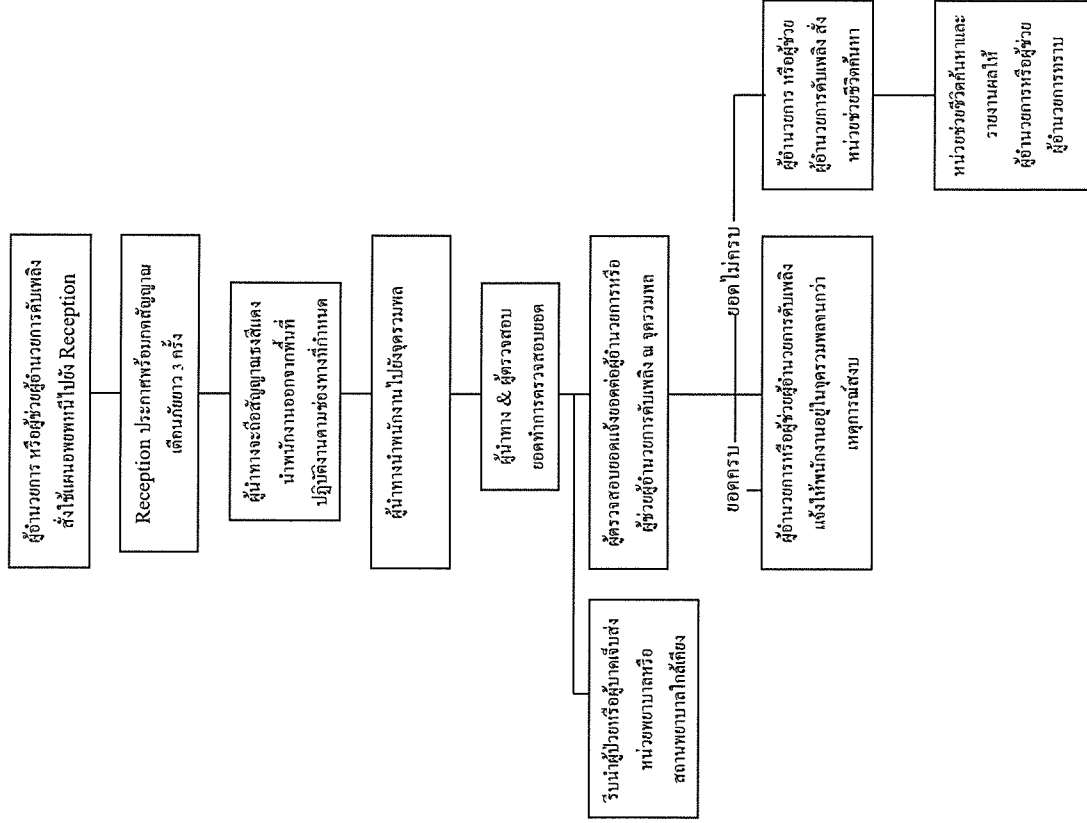 ผู้อำนวยการ หรือผู้ช่วยผู้อำนวยการดับเพลิง
สั่งใช้แผนอพยพหนีไปยัง Reception
Reception ประกาศพร้อมกดสัญญาณ
เตือนภัยยาว 3 ครั้ง
ผู้นำทางจะถือสัญญาณธงสีแดง
นำพนักงานออกจากพื้นที่
ปฏิบัติงานตามช่องทางที่กำหนด
ผู้นำทางนำพนักงานไปยังจุดรวมพล
ผู้นำทาง & ผู้ตรวจสอบ
ยอดทำการตรวจสอบยอด
รีบนำผู้ป่วยหรือผู้บาดเจ็บส่ง
หน่วยพยาบาลหรือ
สถานพยาบาลใกล้เคียง
ผู้ตรวจสอบยอดแจ้งยอดต่อผู้อำนวยการหรือ
ผู้ช่วยผู้อำนวยการดับเพลิง ณ จุดรวมพล
ยอดครบ
ยอดไม่ครบ
ผู้อำนวยการหรือผู้ช่วยผู้อำนวยการดับเพลิง
แจ้งให้พนักงานอยู่ในจุดรวมพลจนกว่า
เหตุการณ์สงบ
ผู้อำนวยการ หรือผู้ช่วย
ผู้อำนวยการดับเพลิง สั่ง
หน่วยช่วยชีวิตค้นหา
หน่วยช่วยชีวิตค้นหาและ
รายงานผลให้
ผู้อำนวยการหรือผู้ช่วย
ผู้อำนวยการทราบ